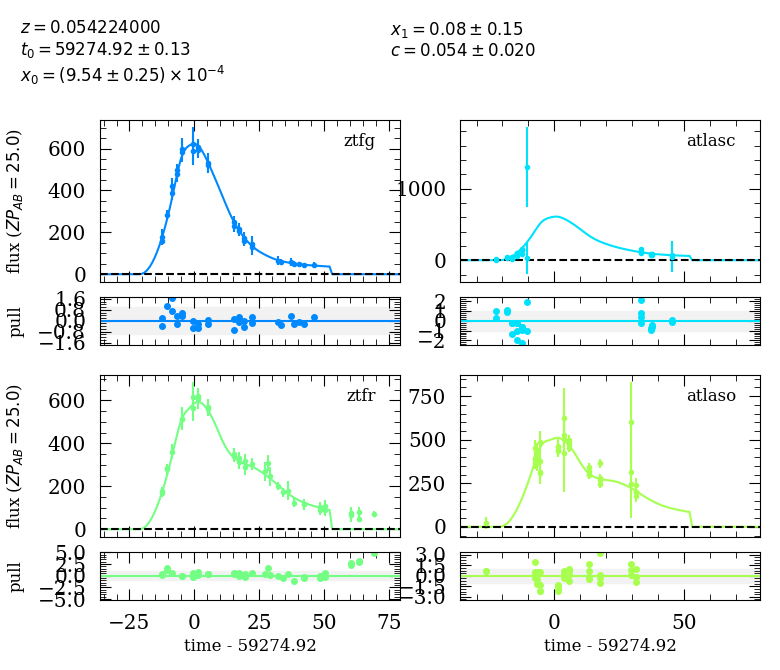 z = 0.054224000
t₀ = 59274.92 ± 0.13
x₀ = (9.54 ± 0.25) × 10⁻⁴
x₁ = 0.08 ± 0.15
c = 0.054 ± 0.020
ztfg
600
400
200
0
flux (ZP_AB = 25.0)
atlasc
1000
0
1.6
0.8
0.0
−0.8
−1.6
pull
2
1
0
−1
−2
ztfr
600
400
200
0
flux (ZP_AB = 25.0)
atlaso
750
500
250
0
5.0
2.5
0.0
−2.5
−5.0
pull
3.0
1.5
0.0
−1.5
−3.0
−25 0 25 50 75
time - 59274.92
0 50
time - 59274.92